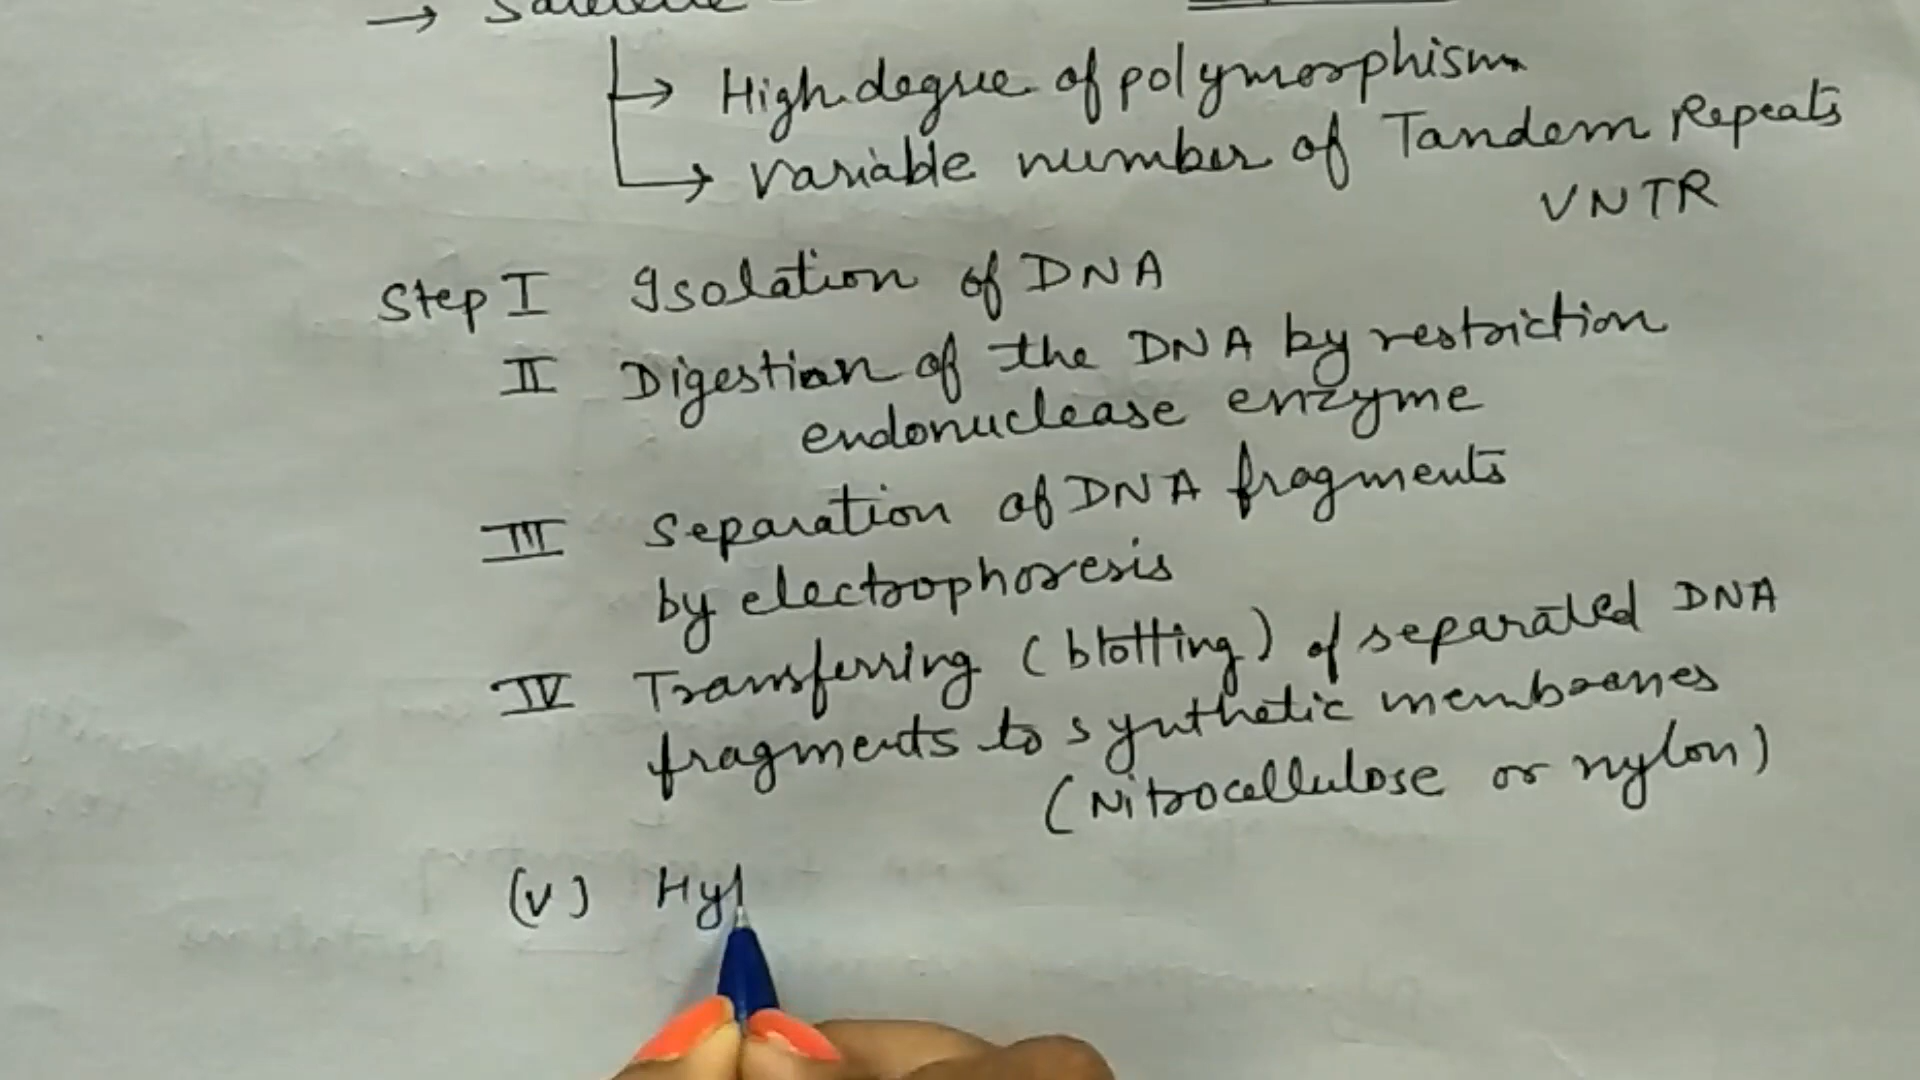 →
→ High degree of polymorphism
→ variable number of Tandem Repeats
VNTR
Step I Isolation of DNA
II Digestion of the DNA by restriction
endonuclease enzyme
III Separation of DNA fragments
by electrophoresis
IV Transferring (blotting) of separated DNA
fragments to synthetic membranes
(Nitrocellulose or nylon)
(V) Hy